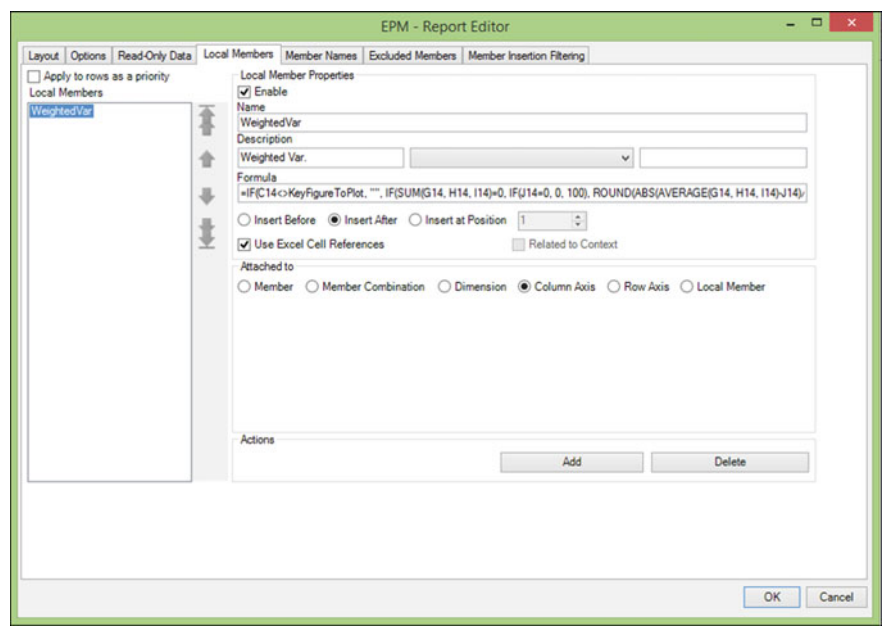 EPM - Report Editor
Layout Options Read-Only Data Local Members Member Names Excluded Members Member Insertion Filtering
Apply to rows as a priority
Local Members
WeightedVar
Local Member Properties
Enable
Name
WeightedVar
Description
Weighted Var.
Formula
=IF(C14<>KeyFigureToPlot, "", IF(SUM(G14, H14, I14)=0, IF(J14=0, 0, 100), ROUND(ABS(AVERAGE(G14, H14, I14)-J14)/
Insert Before Insert After Insert at Position 1
Use Excel Cell References Related to Context
Attached to
Member Member Combination Dimension Column Axis Row Axis Local Member
Actions
Add Delete
OK Cancel